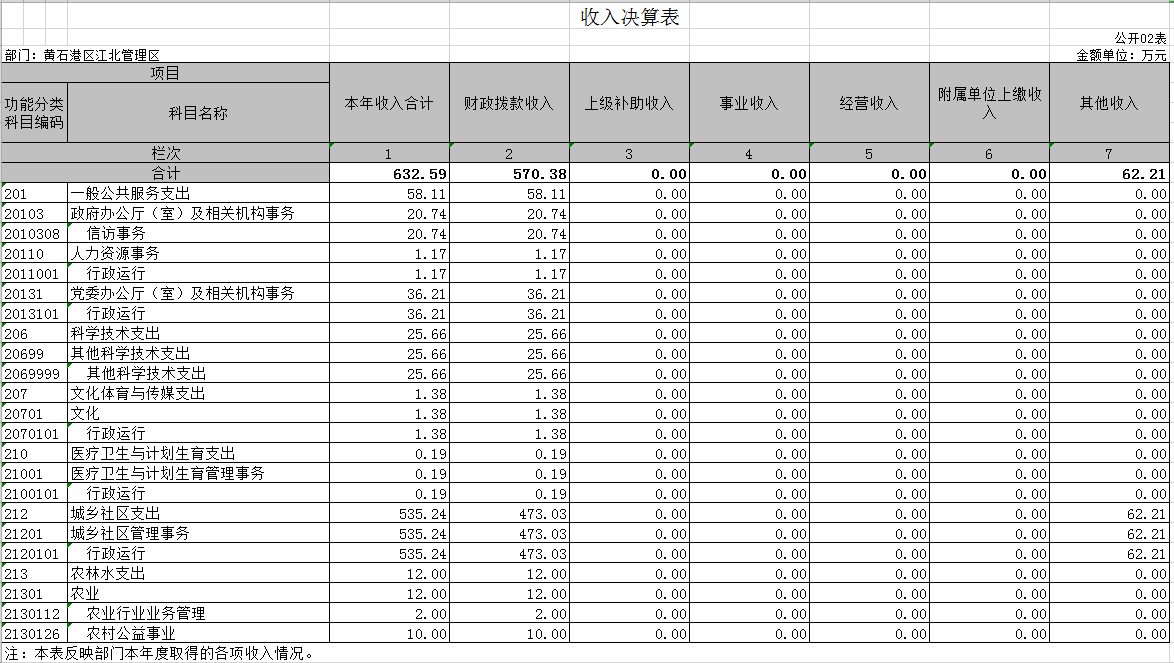 收入决算表
公开02表
部门：黄石港区江北管理区 金额单位：万元
项目 本年收入合计 财政拨款收入 上级补助收入 事业收入 经营收入 附属单位上缴收入 其他收入
功能分类科目编码 科目名称
栏次 1 2 3 4 5 6 7
合计 632.59 570.38 0.00 0.00 0.00 0.00 62.21
201 一般公共服务支出 58.11 58.11 0.00 0.00 0.00 0.00 0.00
20103 政府办公厅（室）及相关机构事务 20.74 20.74 0.00 0.00 0.00 0.00 0.00
2010308 信访事务 20.74 20.74 0.00 0.00 0.00 0.00 0.00
20110 人力资源事务 1.17 1.17 0.00 0.00 0.00 0.00 0.00
2011001 行政运行 1.17 1.17 0.00 0.00 0.00 0.00 0.00
20131 党委办公厅（室）及相关机构事务 36.21 36.21 0.00 0.00 0.00 0.00 0.00
2013101 行政运行 36.21 36.21 0.00 0.00 0.00 0.00 0.00
206 科学技术支出 25.66 25.66 0.00 0.00 0.00 0.00 0.00
20699 其他科学技术支出 25.66 25.66 0.00 0.00 0.00 0.00 0.00
2069999 其他科学技术支出 25.66 25.66 0.00 0.00 0.00 0.00 0.00
207 文化体育与传媒支出 1.38 1.38 0.00 0.00 0.00 0.00 0.00
20701 文化 1.38 1.38 0.00 0.00 0.00 0.00 0.00
2070101 行政运行 1.38 1.38 0.00 0.00 0.00 0.00 0.00
210 医疗卫生与计划生育支出 0.19 0.19 0.00 0.00 0.00 0.00 0.00
21001 医疗卫生与计划生育管理事务 0.19 0.19 0.00 0.00 0.00 0.00 0.00
2100101 行政运行 0.19 0.19 0.00 0.00 0.00 0.00 0.00
212 城乡社区支出 535.24 473.03 0.00 0.00 0.00 0.00 62.21
21201 城乡社区管理事务 535.24 473.03 0.00 0.00 0.00 0.00 62.21
2120101 行政运行 535.24 473.03 0.00 0.00 0.00 0.00 62.21
213 农林水支出 12.00 12.00 0.00 0.00 0.00 0.00 0.00
21301 农业 12.00 12.00 0.00 0.00 0.00 0.00 0.00
2130112 农业行业业务管理 2.00 2.00 0.00 0.00 0.00 0.00 0.00
2130126 农村公益事业 10.00 10.00 0.00 0.00 0.00 0.00 0.00
注：本表反映部门本年度取得的各项收入情况。